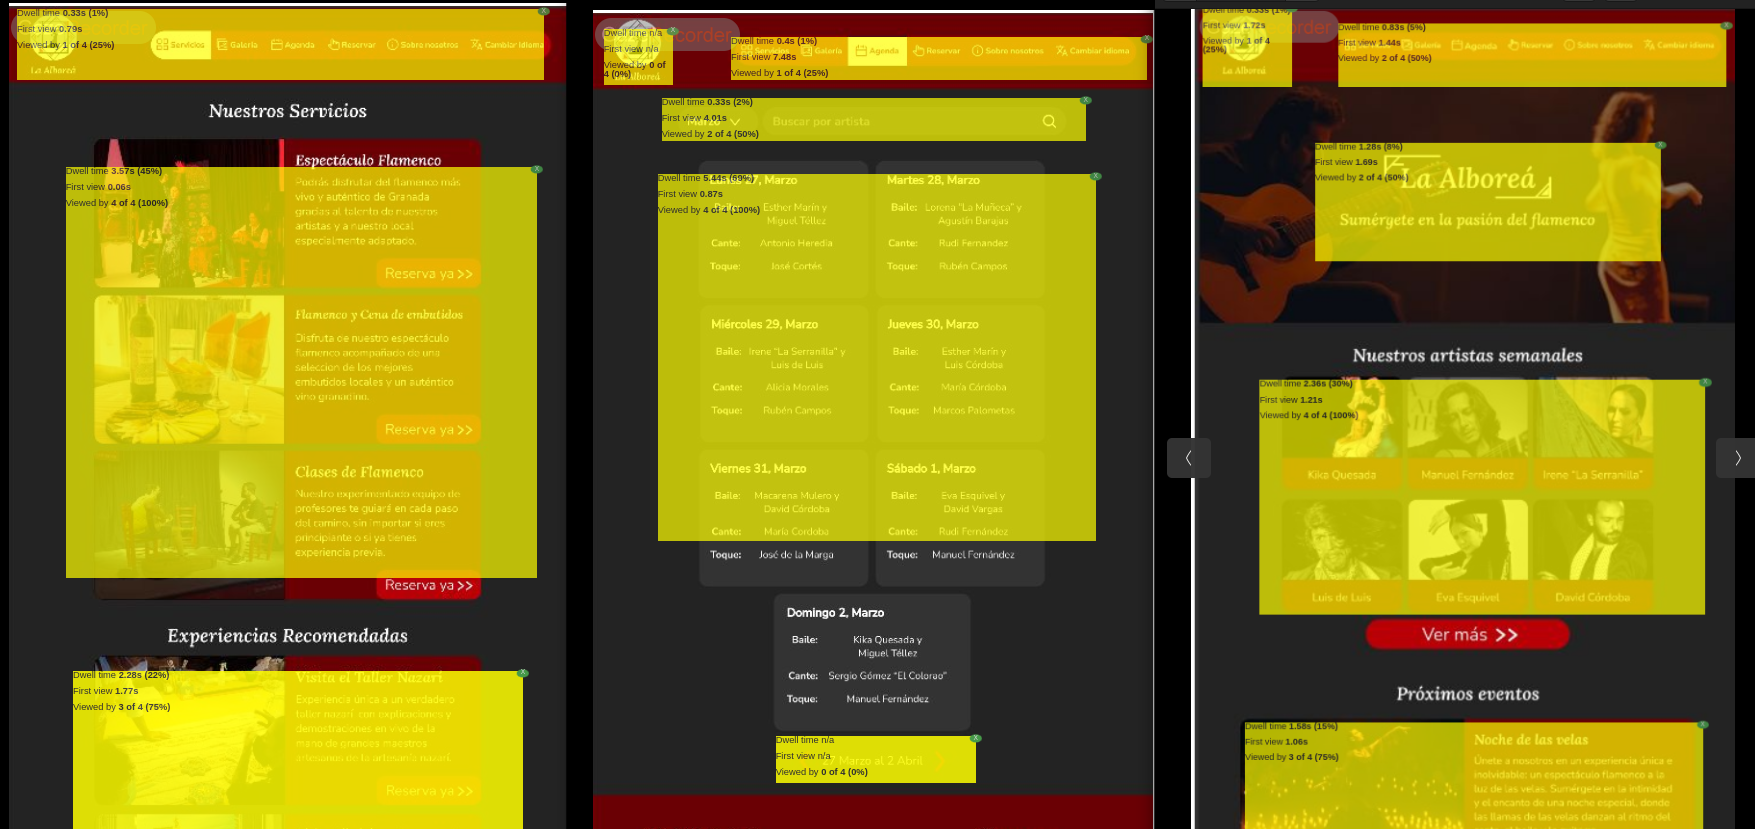 Dwell time 0.33s (1%)
First view 0.79s
Viewed by 1 of 4 (25%)
Servicios
Galería
Agenda
Reservar
Sobre nosotros
Cambiar idioma
La Alboreá
Nuestros Servicios
Dwell time 3.57s (45%)
First view 0.06s
Viewed by 4 of 4 (100%)
Espectáculo Flamenco
Podrás disfrutar del flamenco más
vivo y auténtico de Granada
gracias al talento de nuestros
artistas y a nuestro local
especialmente adaptado.
Reserva ya >>
Flamenco y Cena de embutidos
Disfruta de nuestro espectáculo
flamenco acompañado de una
seleccion de los mejores
embutidos locales y un auténtico
vino granadino.
Reserva ya >>
Clases de Flamenco
Nuestro experimentado equipo de
profesores te guiará en cada paso
del camino, sin importar si eres
principiante o si ya tienes
experiencia previa.
Reserva ya >>
Experiencias Recomendadas
Dwell time 2.28s (22%)
First view 1.77s
Viewed by 3 of 4 (75%)
Visita el Taller Nazarí
Experiencia única a un verdadero
taller nazarí con explicaciones y
demostraciones en vivo de la
mano de grandes maestros
artesanos de la artesanía nazarí.
Reserva ya >>
Dwell time n/a
First view n/a
Viewed by 0 of
4 (0%)
Dwell time 0.4s (1%)
First view 7.48s
Viewed by 1 of 4 (25%)
Servicios
Galería
Agenda
Reservar
Sobre nosotros
Cambiar idioma
Dwell time 0.33s (2%)
First view 4.01s
Viewed by 2 of 4 (50%)
Marzo
Buscar por artista
Dwell time 5.44s (69%)
First view 0.87s
Viewed by 4 of 4 (100%)
Marzo
Esther Marín y
Miguel Téllez
Cante: Antonio Heredia
Toque: José Cortés
Martes 28, Marzo
Baile: Lorena "La Muñeca" y
Agustín Barajas
Cante: Rudi Fernandez
Toque: Rubén Campos
Miércoles 29, Marzo
Baile: Irene "La Serranilla" y
Luis de Luis
Cante: Alicia Morales
Toque: Rubén Campos
Jueves 30, Marzo
Baile: Esther Marín y
Luis Córdoba
Cante: María Córdoba
Toque: Marcos Palometas
Viernes 31, Marzo
Baile: Macarena Mulero y
David Córdoba
Cante: María Cordoba
Toque: José de la Marga
Sábado 1, Marzo
Baile: Eva Esquivel y
David Vargas
Cante: Rudi Fernández
Toque: Manuel Fernández
Domingo 2, Marzo
Baile: Kika Quesada y
Miguel Téllez
Cante: Sergio Gómez "El Colorao"
Toque: Manuel Fernández
Dwell time n/a
First view n/a
Viewed by 0 of 4 (0%)
Marzo al 2 Abril
Dwell time 0.33s (1%)
First view 1.72s
Viewed by 1 of 4
(25%)
La Alboreá
Dwell time 0.83s (5%)
First view 1.44s
Viewed by 2 of 4 (50%)
Galería
Agenda
Reservar
Sobre nosotros
Cambiar idioma
Dwell time 1.28s (8%)
First view 1.69s
Viewed by 2 of 4 (50%)
La Alboreá
Sumérgete en la pasión del flamenco
Nuestros artistas semanales
Dwell time 2.36s (30%)
First view 1.21s
Viewed by 4 of 4 (100%)
Kika Quesada
Manuel Fernández
Irene "La Serranilla"
Luis de Luis
Eva Esquivel
David Córdoba
Ver más >>
Próximos eventos
Dwell time 1.58s (15%)
First view 1.06s
Viewed by 3 of 4 (75%)
Noche de las velas
Únete a nosotros en una experiencia única e
inolvidable: un espectáculo flamenco a la
luz de las velas. Sumérgete en la intimidad
y el encanto de una noche especial, donde
las llamas de las velas danzan al ritmo del